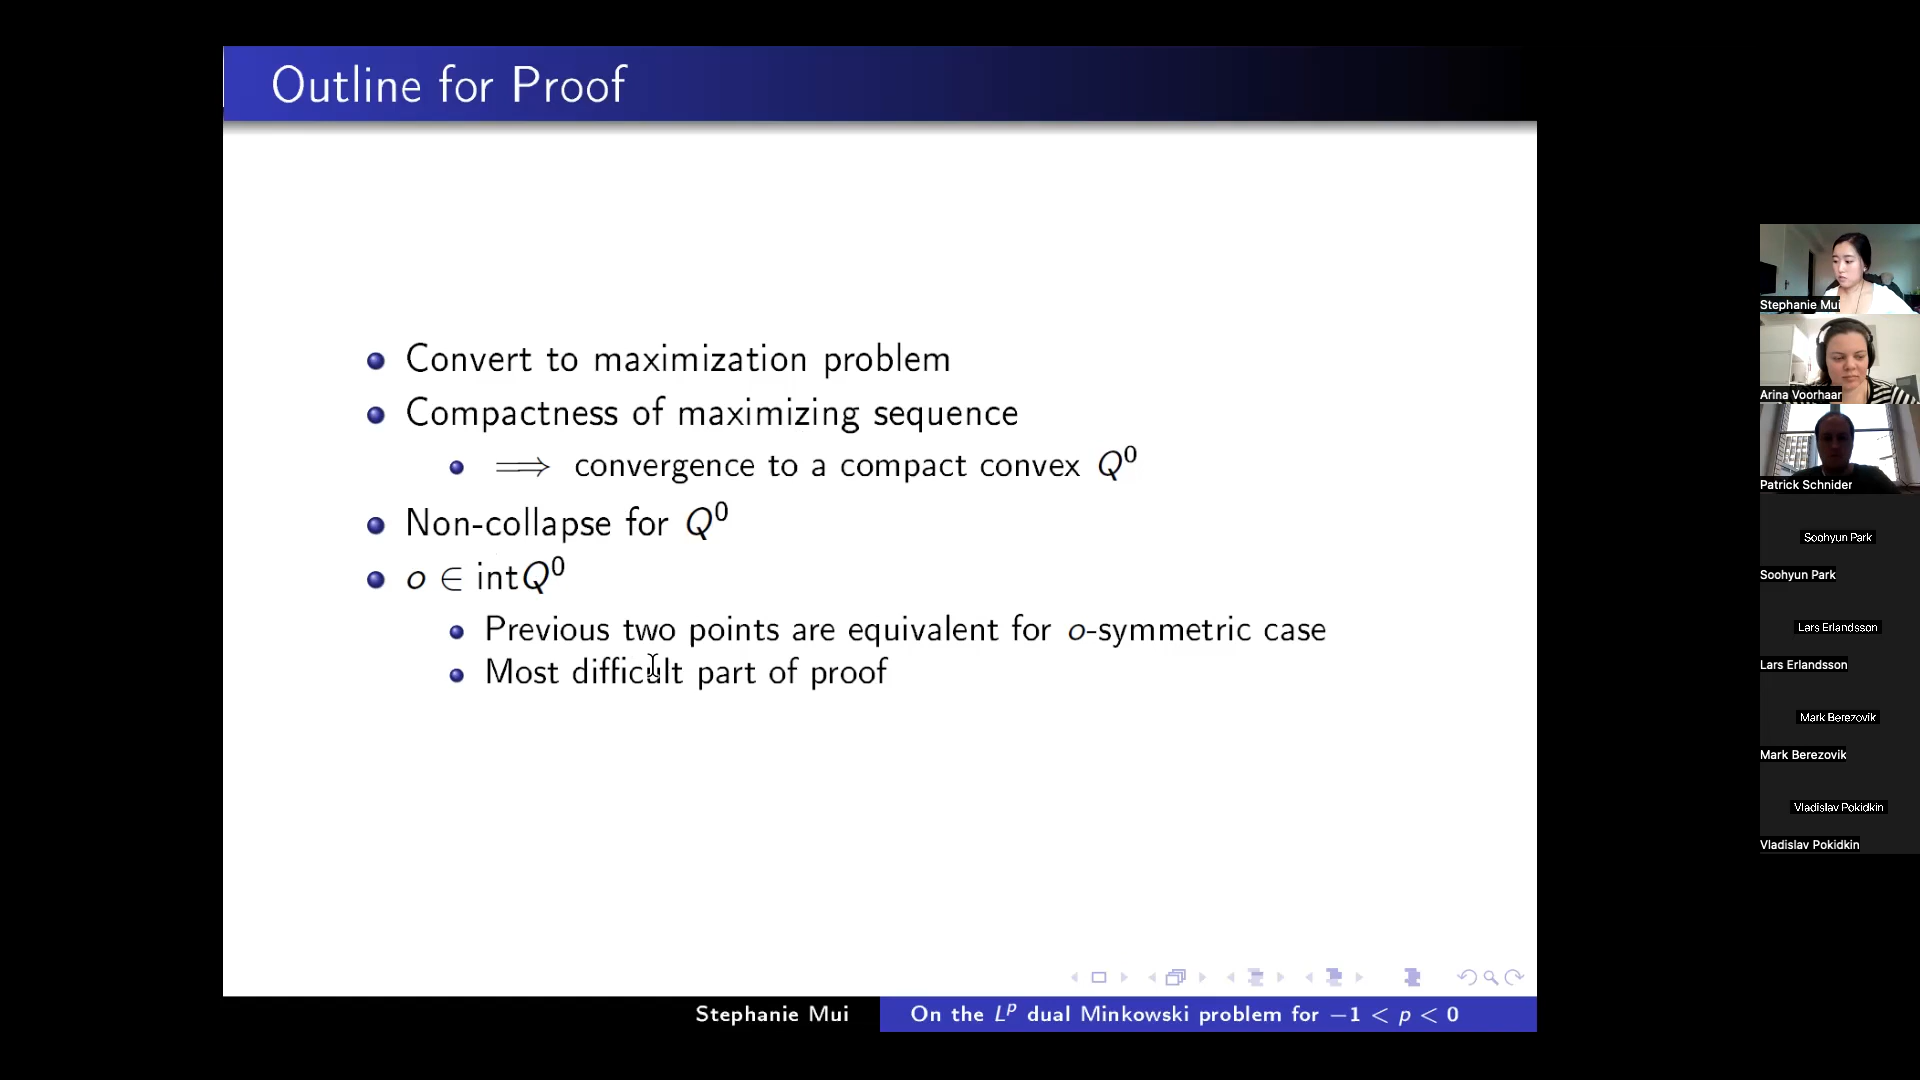 Outline for Proof
Convert to maximization problem
Compactness of maximizing sequence
⟹ convergence to a compact convex Q⁰
Non-collapse for Q⁰
o ∈ intQ⁰
Previous two points are equivalent for o-symmetric case
Most difficult part of proof
Stephanie Mui
On the Lᵖ dual Minkowski problem for −1 < p < 0
Stephanie Mui
Arina Voorhaar
Patrick Schnider
Soohyun Park
Soohyun Park
Lars Erlandsson
Lars Erlandsson
Mark Berezovik
Mark Berezovik
Vladislav Pokidkin
Vladislav Pokidkin